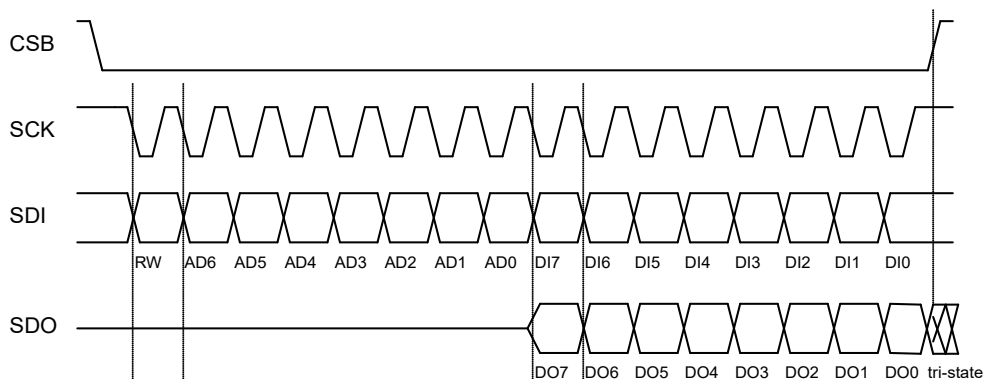 CSB
SCK
SDI
RW AD6 AD5 AD4 AD3 AD2 AD1 AD0 DI7 DI6 DI5 DI4 DI3 DI2 DI1 DI0
SDO
DO7 DO6 DO5 DO4 DO3 DO2 DO1 DO0 tri-state